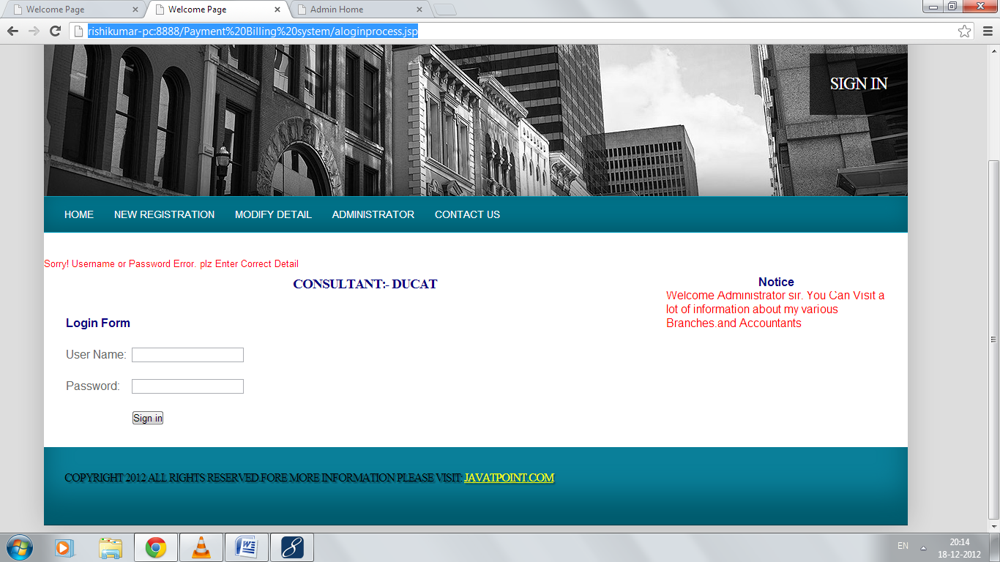 Welcome Page
Welcome Page
Admin Home
rishikumar-pc:8888/Payment%20Billing%20system/aloginprocess.jsp
SIGN IN
HOME NEW REGISTRATION MODIFY DETAIL ADMINISTRATOR CONTACT US
Sorry! Username or Password Error. plz Enter Correct Detail
CONSULTANT:- DUCAT
Notice
Welcome Administrator sir. You Can Visit a
lot of information about my various
Branches.and Accountants
Login Form
User Name:
Password:
Sign in
COPYRIGHT 2012 ALL RIGHTS RESERVED.FORE MORE INFORMATION PLEASE VISIT: JAVATPOINT.COM
EN
20:14
18-12-2012